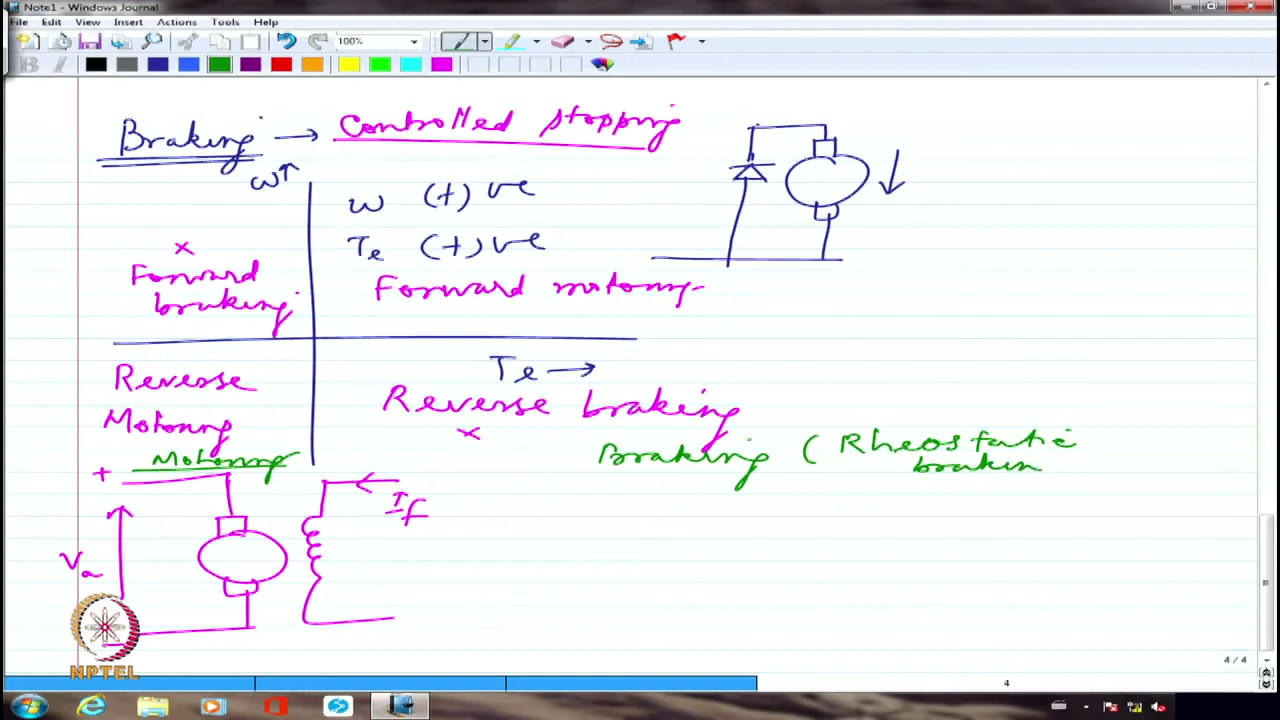 Note1 - Windows Journal
File Edit View Insert Actions Tools Help
100%
B I
Braking → Controlled stopping
ω↑
ω (+) ve
Te (+) ve
Forward motoring
×
Forward
braking
Te →
Reverse
Motoring
Reverse braking
×
Motoring
Braking (Rheostatic
braking
+
If
Va
NPTEL
4 / 4
4